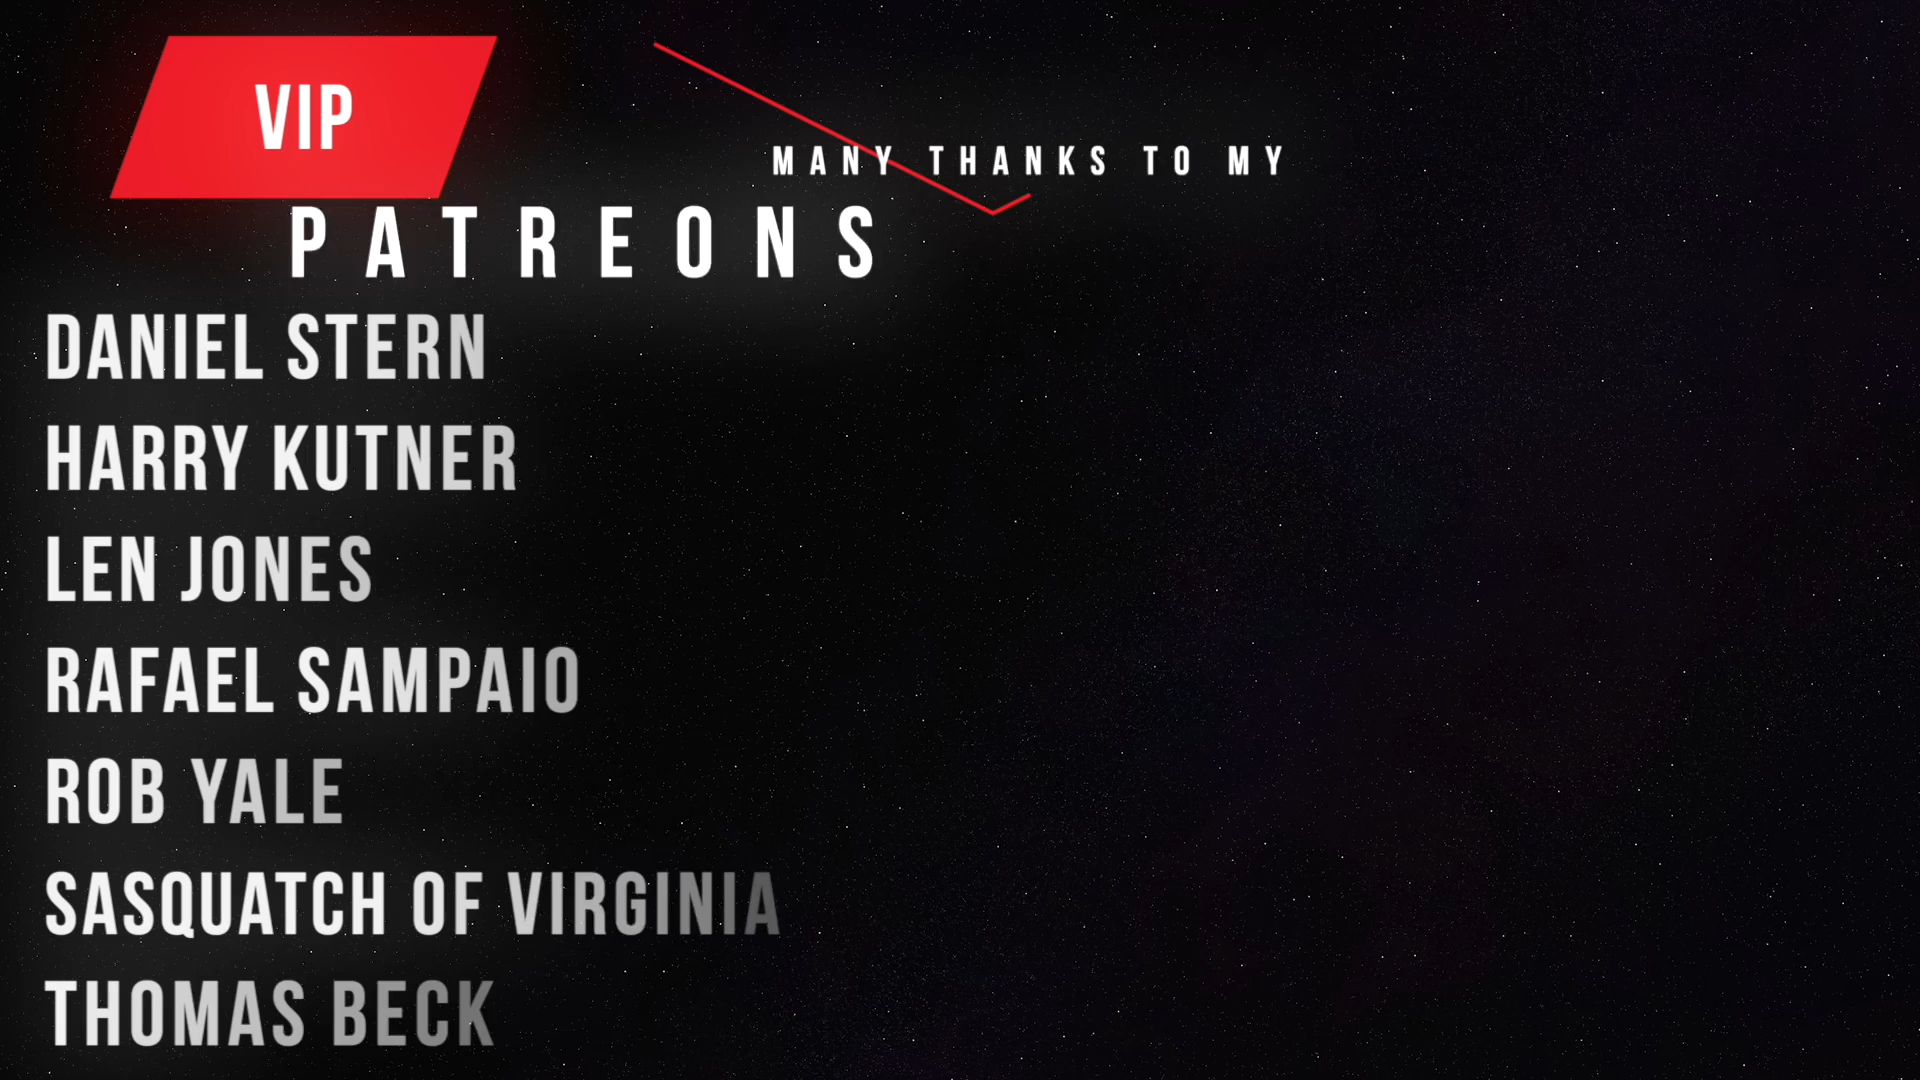 VIP
MANY THANKS TO MY
PATREONS
DANIEL STERN
HARRY KUTNER
LEN JONES
RAFAEL SAMPAIO
ROB YALE
SASQUATCH OF VIRGINIA
THOMAS BECK